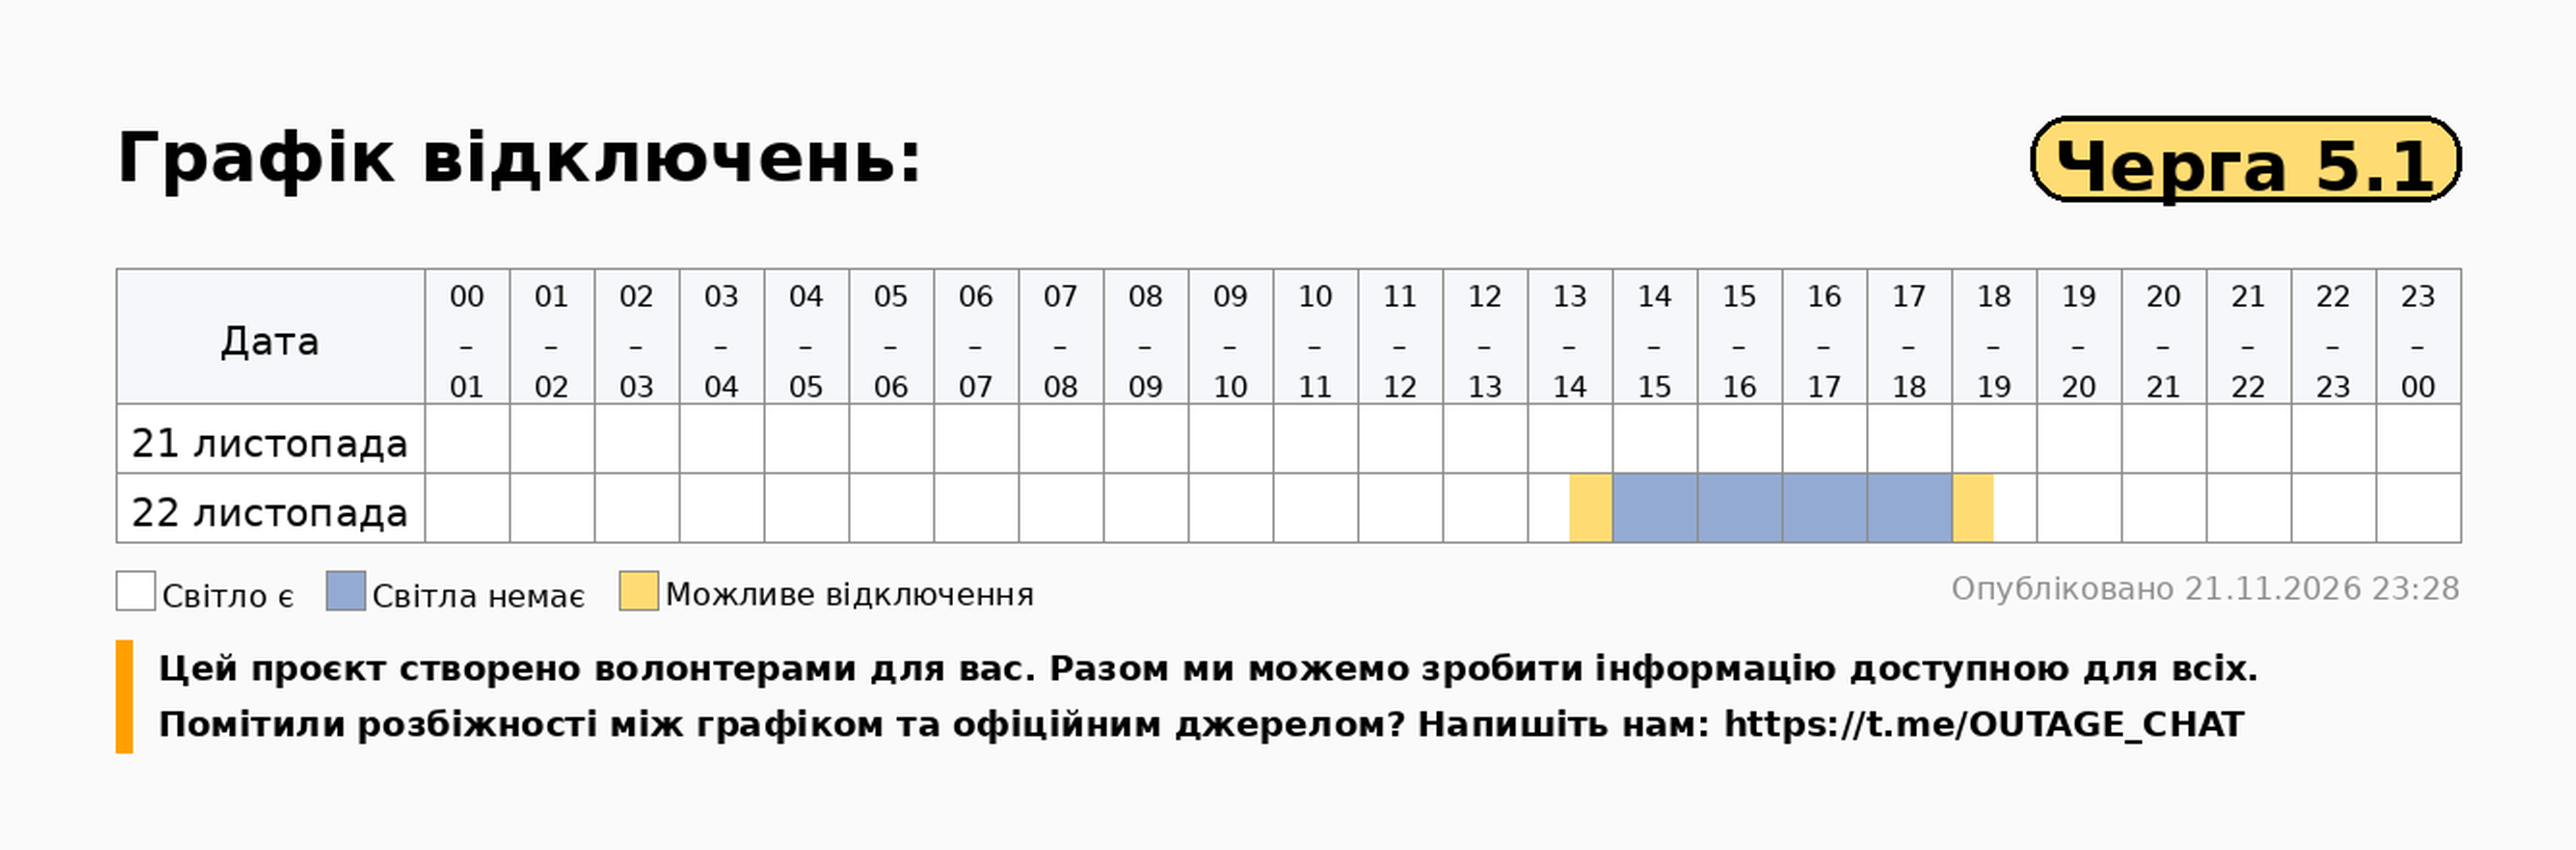 Графік відключень:
Черга 5.1
Дата
00 – 01
01 – 02
02 – 03
03 – 04
04 – 05
05 – 06
06 – 07
07 – 08
08 – 09
09 – 10
10 – 11
11 – 12
12 – 13
13 – 14
14 – 15
15 – 16
16 – 17
17 – 18
18 – 19
19 – 20
20 – 21
21 – 22
22 – 23
23 – 00
21 листопада
22 листопада
Світло є
Світла немає
Можливе відключення
Опубліковано 21.11.2026 23:28
Цей проєкт створено волонтерами для вас. Разом ми можемо зробити інформацію доступною для всіх.
Помітили розбіжності між графіком та офіційним джерелом? Напишіть нам: https://t.me/OUTAGE_CHAT